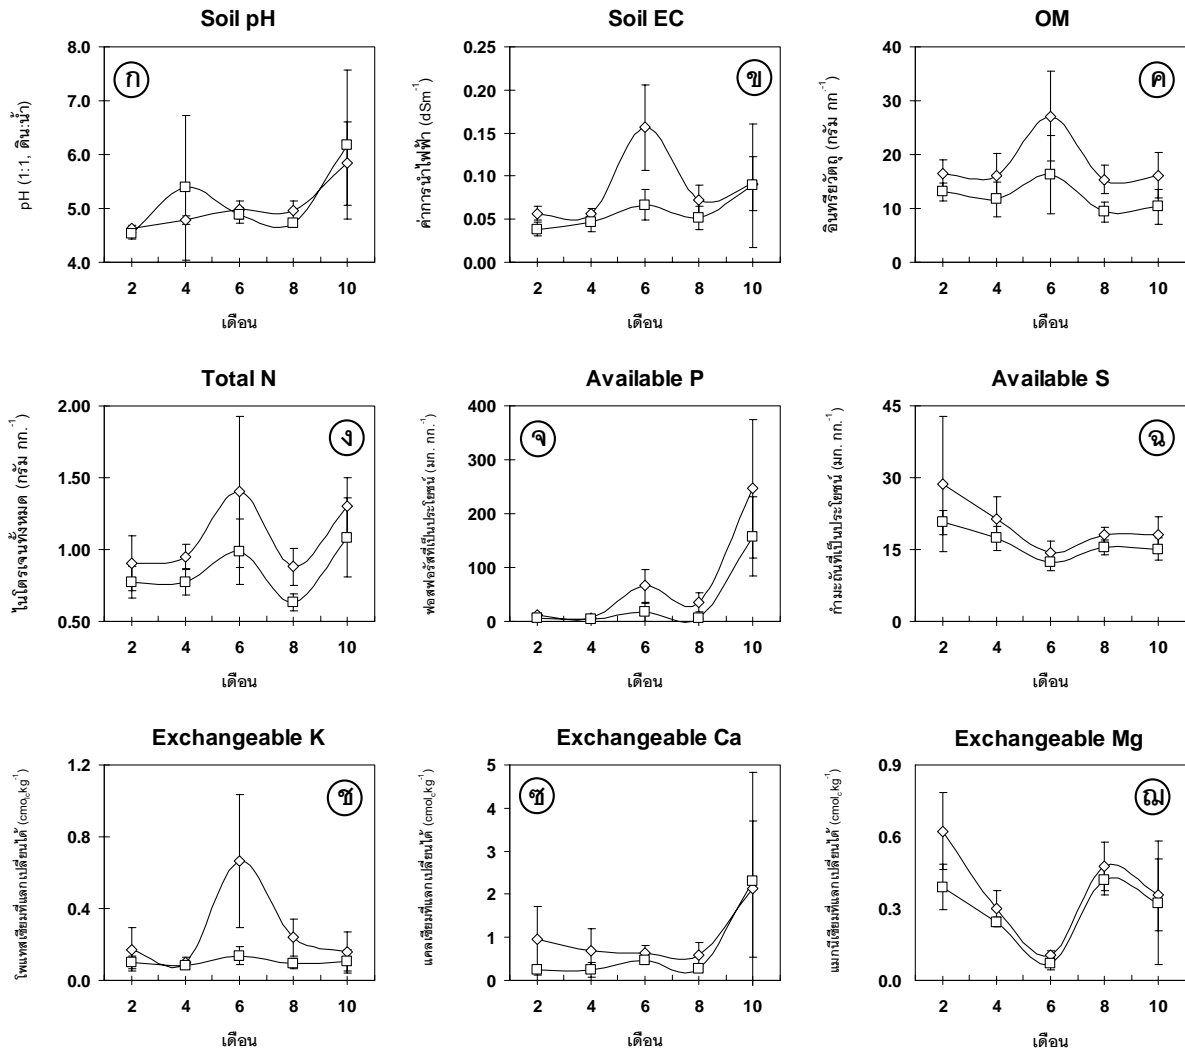 Soil pH
8.0
7.0
6.0
5.0
4.0
pH (1:1, ดิน:น้ำ)
ก
2 4 6 8 10
เดือน
Soil EC
0.25
0.20
0.15
0.10
0.05
0.00
ค่าการนำไฟฟ้า (dSm⁻¹)
ข
2 4 6 8 10
เดือน
OM
40
30
20
10
0
อินทรียวัตถุ (กรัม กก⁻¹)
ค
2 4 6 8 10
เดือน
Total N
2.00
1.50
1.00
0.50
ไนโตรเจนทั้งหมด (กรัม กก.⁻¹)
ง
2 4 6 8 10
เดือน
Available P
400
300
200
100
0
ฟอสฟอรัสที่เป็นประโยชน์ (มก. กก.⁻¹)
จ
2 4 6 8 10
เดือน
Available S
45
30
15
0
กำมะถันที่เป็นประโยชน์ (มก. กก.⁻¹)
ฉ
2 4 6 8 10
เดือน
Exchangeable K
1.2
0.8
0.4
0.0
โพแทสเซียมที่แลกเปลี่ยนได้ (cmolckg⁻¹)
ช
2 4 6 8 10
เดือน
Exchangeable Ca
5
4
3
2
1
0
แคลเซียมที่แลกเปลี่ยนได้ (cmolckg⁻¹)
ซ
2 4 6 8 10
เดือน
Exchangeable Mg
0.9
0.6
0.3
0.0
แมกนีเซียมที่แลกเปลี่ยนได้ (cmolckg⁻¹)
ฌ
2 4 6 8 10
เดือน